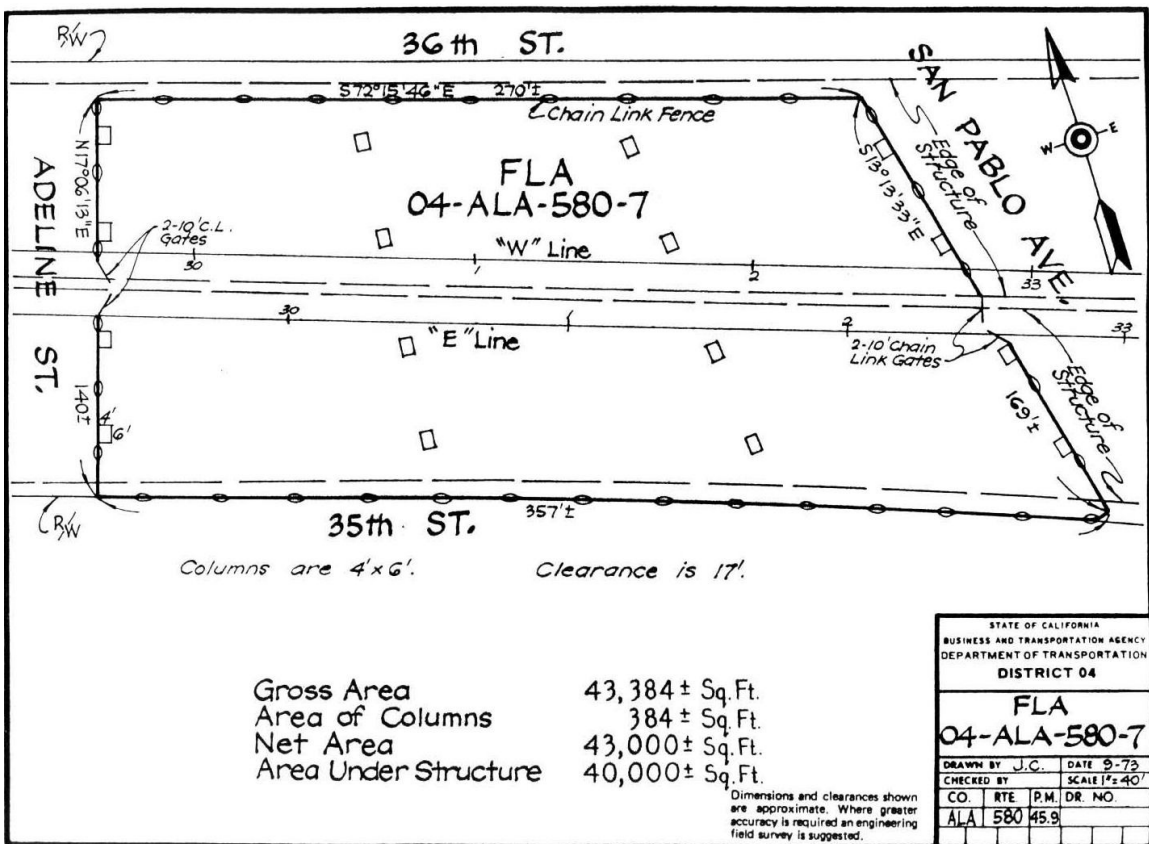 R/W
36th ST.
S72°15'46"E 270'±
Chain Link Fence
SAN PABLO AVE.
Edge of
Structure
W
E
N17°06'13"E
ADELINE ST.
2-10' C.L.
Gates
FLA
04-ALA-580-7
S13°13'33"E
"W" Line
30
1
2
33
30
1
2
33
"E" Line
2-10' Chain
Link Gates
Edge of
Structure
140±
4'
6'
169'±
R/W
35th ST.
357'±
Columns are 4'x6'.
Clearance is 17'.
Gross Area 43,384± Sq.Ft.
Area of Columns 384± Sq.Ft.
Net Area 43,000± Sq.Ft.
Area Under Structure 40,000± Sq.Ft.
Dimensions and clearances shown
are approximate. Where greater
accuracy is required an engineering
field survey is suggested.
STATE OF CALIFORNIA
BUSINESS AND TRANSPORTATION AGENCY
DEPARTMENT OF TRANSPORTATION
DISTRICT 04
FLA
04-ALA-580-7
DRAWN BY J.C. DATE 9-73
CHECKED BY SCALE 1"=40'
CO. RTE. P.M. DR. NO.
ALA 580 45.9